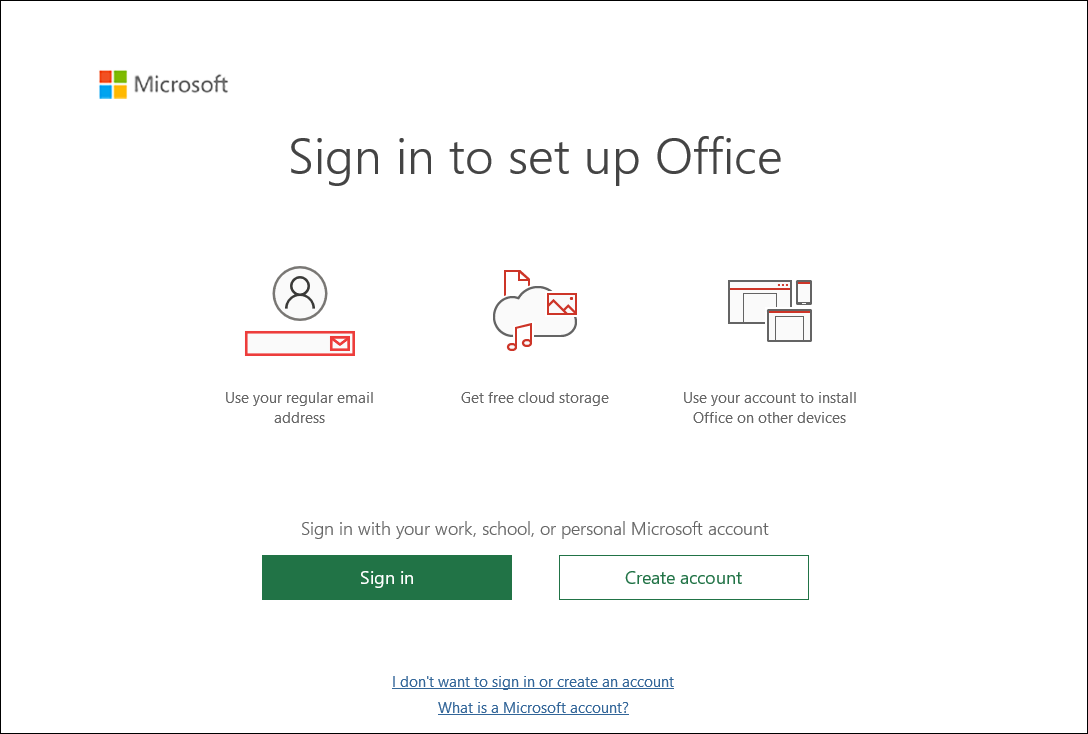 Microsoft
Sign in to set up Office
Use your regular email
address
Get free cloud storage
Use your account to install
Office on other devices
Sign in with your work, school, or personal Microsoft account
Sign in
Create account
I don't want to sign in or create an account
What is a Microsoft account?